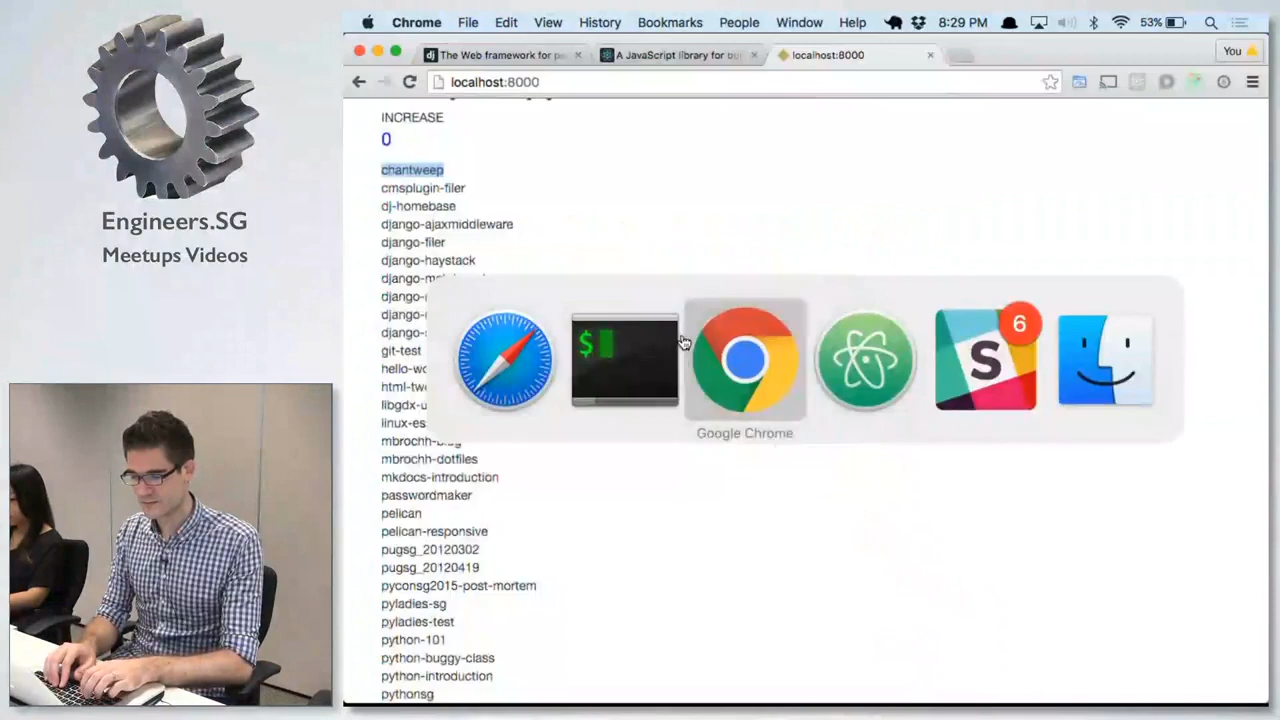 Engineers.SG
Meetups Videos
Chrome File Edit View History Bookmarks People Window Help 8:29 PM 53%
dj The Web framework for pe
A JavaScript library for bui
localhost:8000
You
localhost:8000
INCREASE
0
chantweep
cmsplugin-filer
dj-homebase
django-ajaxmiddleware
django-filer
django-haystack
git-test
$
6
S
Google Chrome
mbrochh-dotfiles
mkdocs-introduction
passwordmaker
pelican
pelican-responsive
pugsg_20120302
pugsg_20120419
pyconsg2015-post-mortem
pyladies-sg
pyladies-test
python-101
python-buggy-class
python-introduction
pythonsg